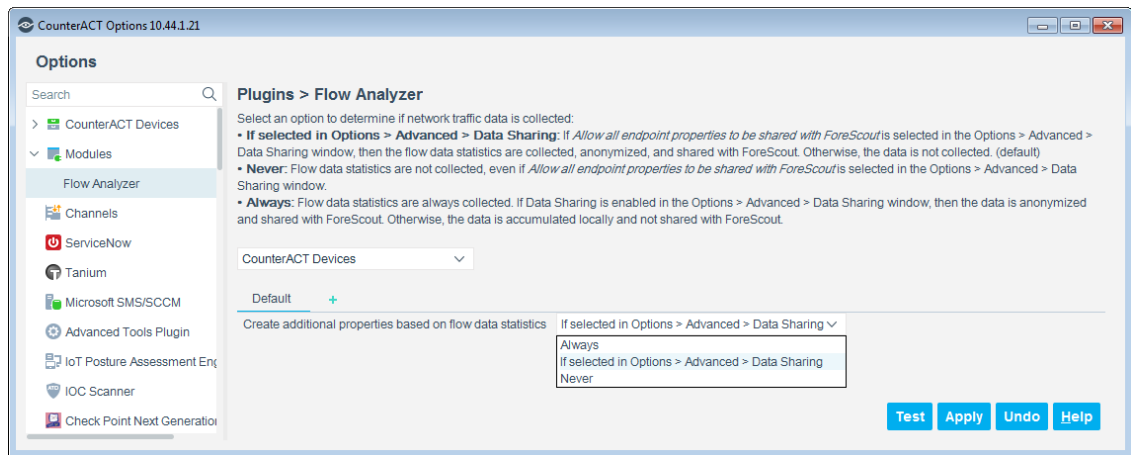 CounterACT Options 10.44.1.21
Options
Search
CounterACT Devices
Modules
Flow Analyzer
Channels
ServiceNow
Tanium
Microsoft SMS/SCCM
Advanced Tools Plugin
IoT Posture Assessment Eng
IOC Scanner
Check Point Next Generation
Plugins > Flow Analyzer
Select an option to determine if network traffic data is collected:
• If selected in Options > Advanced > Data Sharing: If Allow all endpoint properties to be shared with ForeScout is selected in the Options > Advanced >
Data Sharing window, then the flow data statistics are collected, anonymized, and shared with ForeScout. Otherwise, the data is not collected. (default)
• Never: Flow data statistics are not collected, even if Allow all endpoint properties to be shared with ForeScout is selected in the Options > Advanced > Data
Sharing window.
• Always: Flow data statistics are always collected. If Data Sharing is enabled in the Options > Advanced > Data Sharing window, then the data is anonymized
and shared with ForeScout. Otherwise, the data is accumulated locally and not shared with ForeScout.
CounterACT Devices
Default +
Create additional properties based on flow data statistics If selected in Options > Advanced > Data Sharing
Always
If selected in Options > Advanced > Data Sharing
Never
Test Apply Undo Help